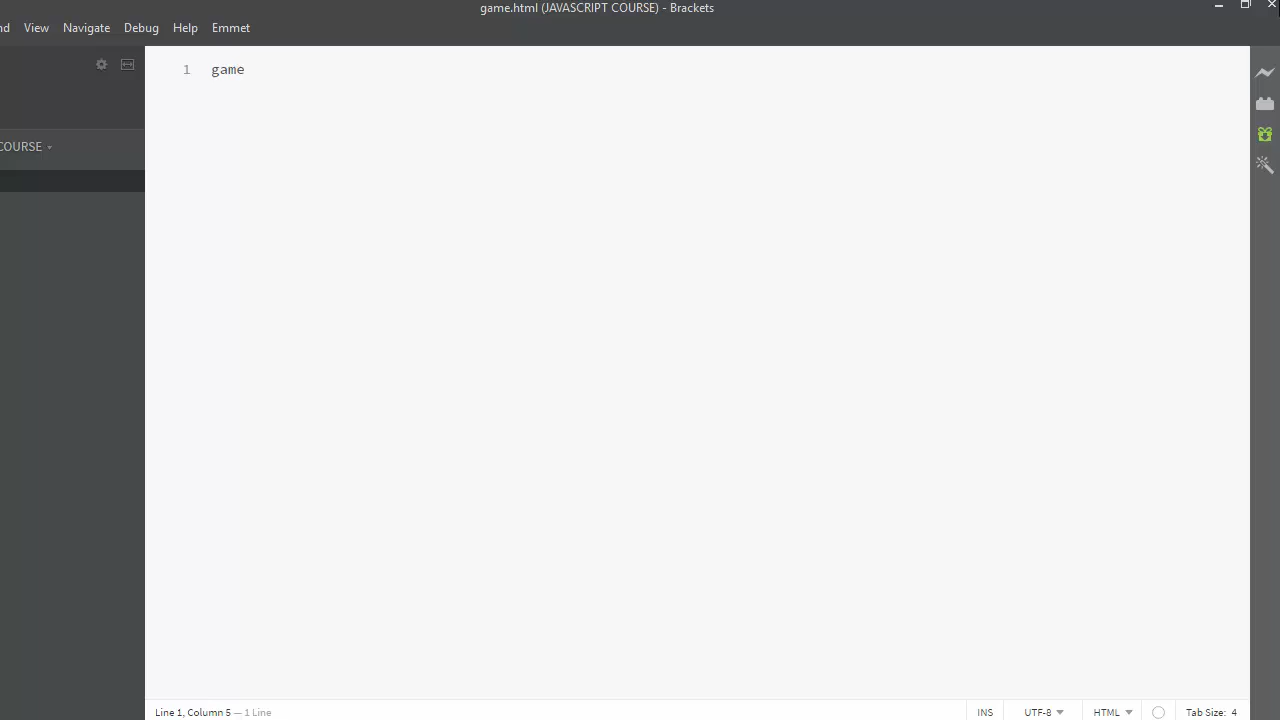 game.html (JAVASCRIPT COURSE) - Brackets
nd View Navigate Debug Help Emmet
COURSE
1 game
Line 1, Column 5 — 1 Line
INS UTF-8 HTML Tab Size: 4